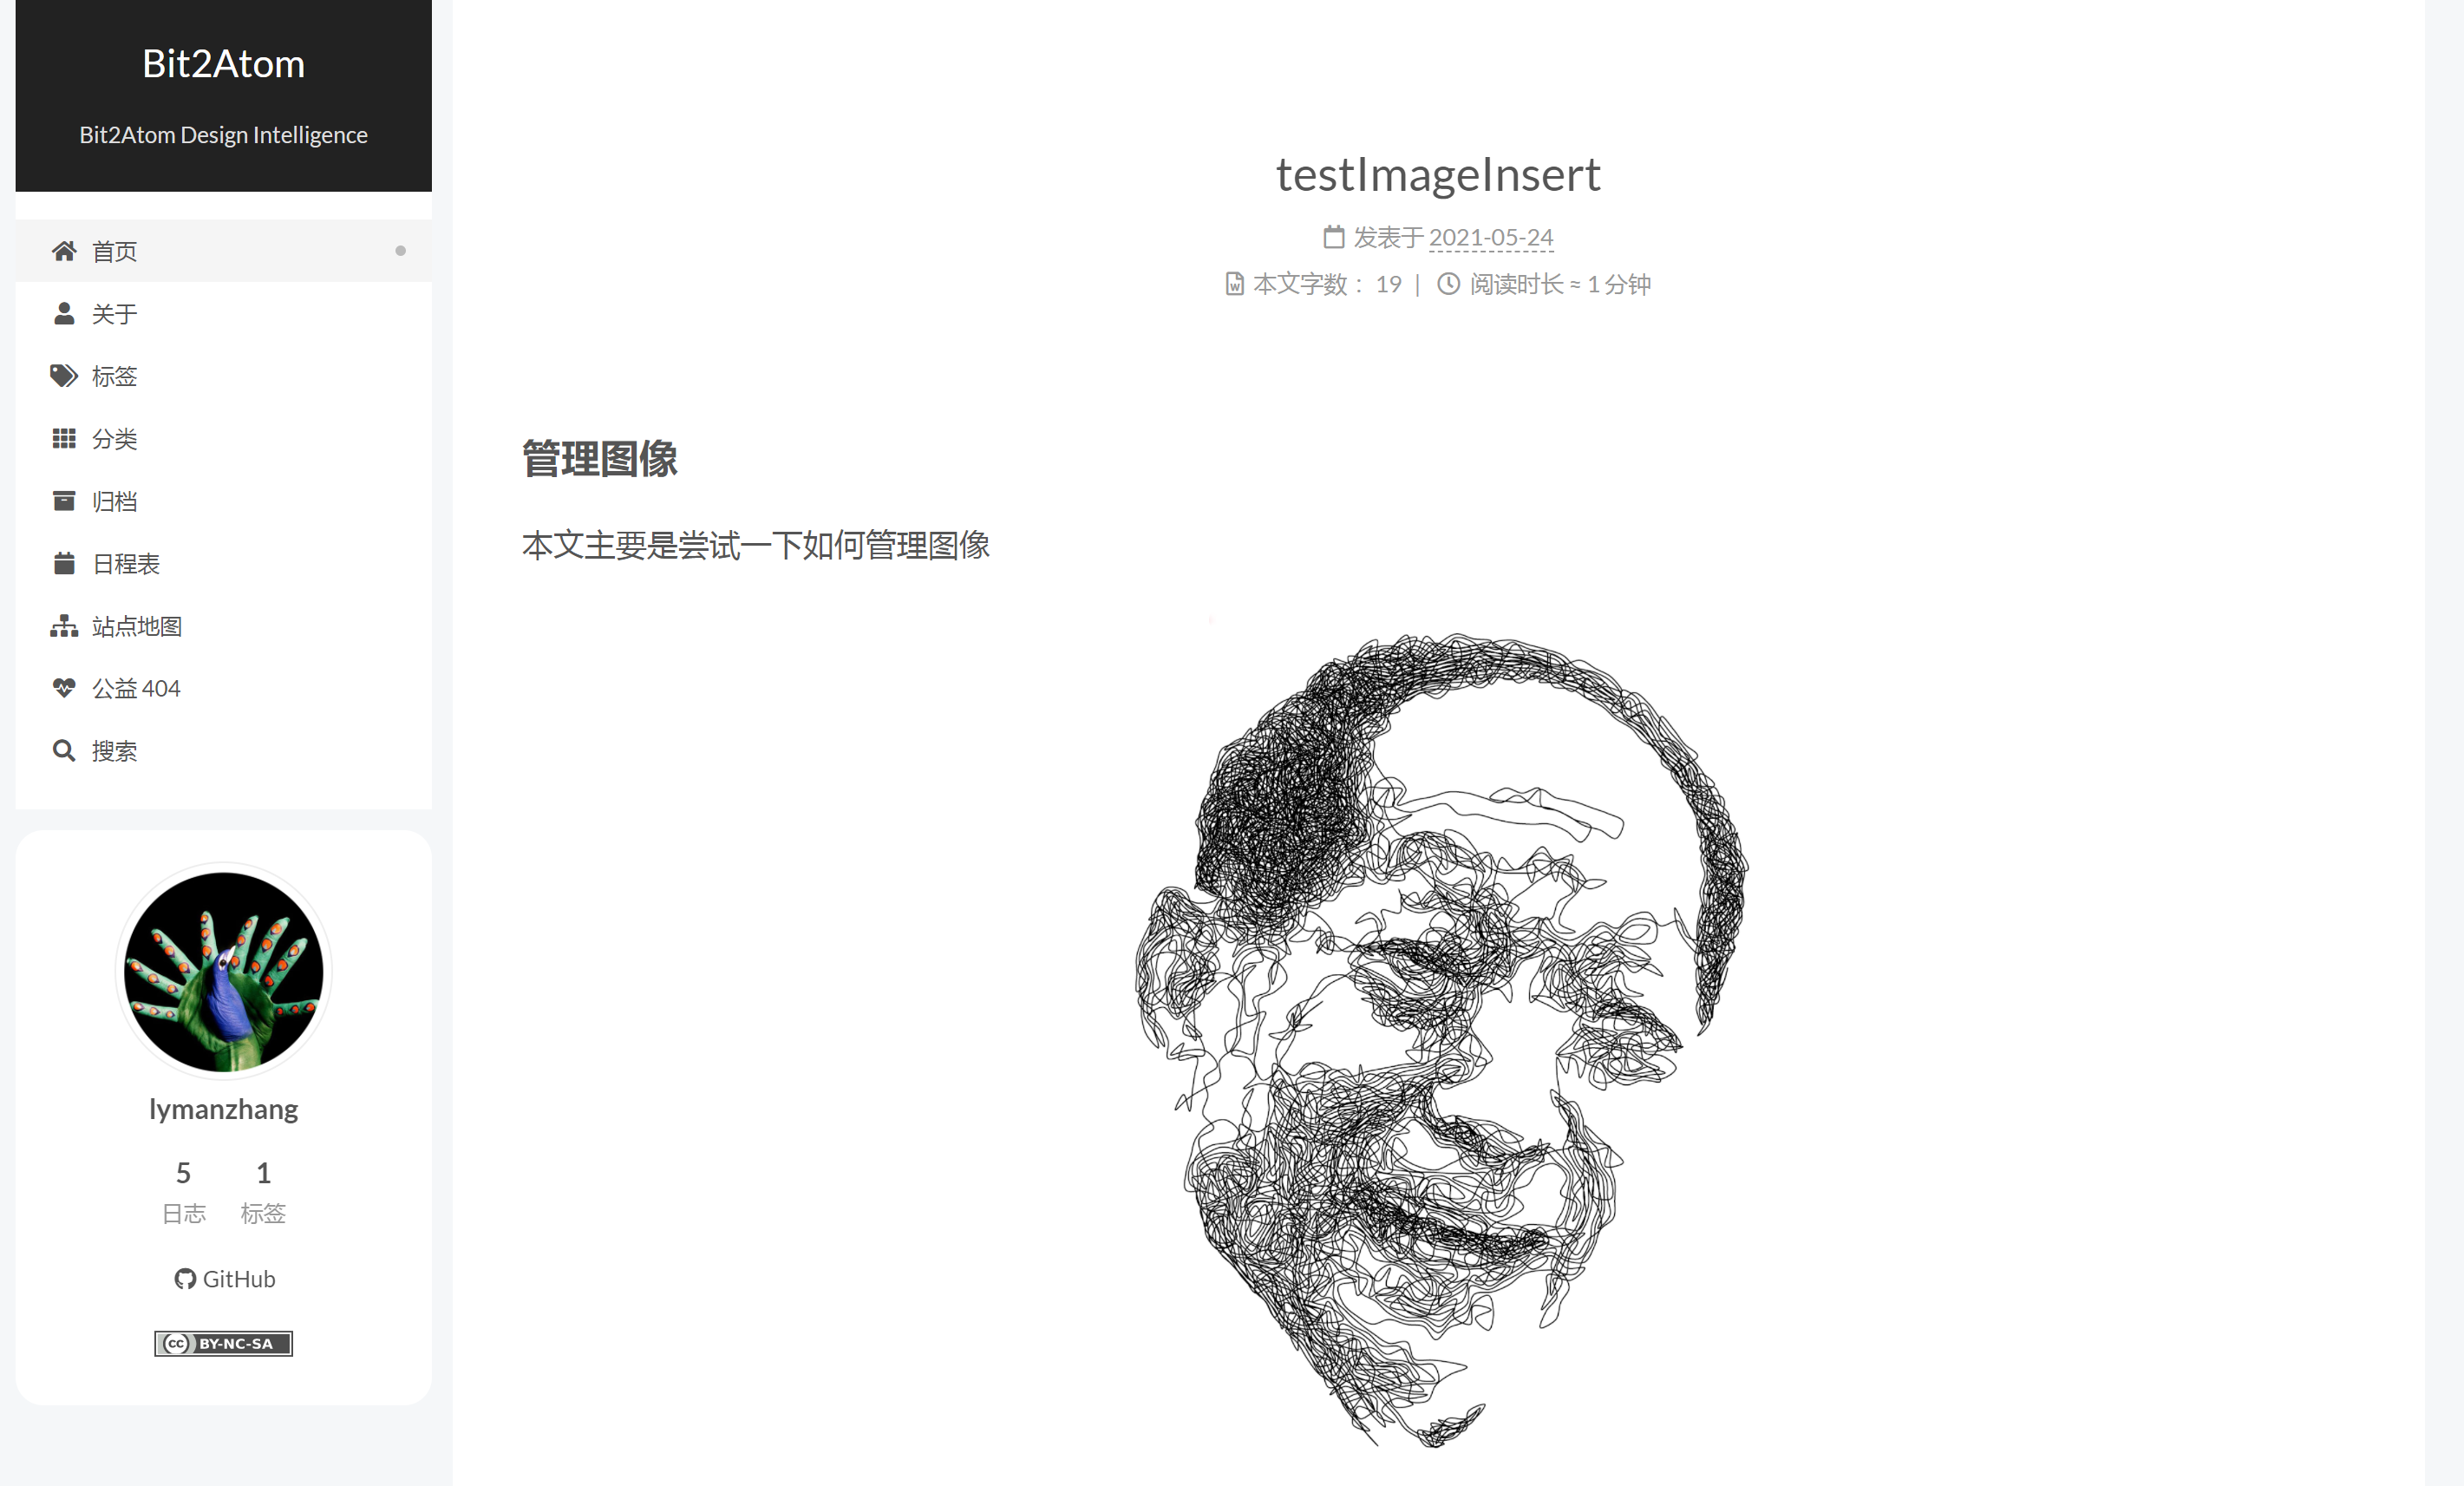 Bit2Atom
Bit2Atom Design Intelligence
首页
关于
标签
分类
归档
日程表
站点地图
公益 404
搜索
lymanzhang
5 1
日志 标签
GitHub
cc BY-NC-SA
testImageInsert
发表于 2021-05-24
本文字数： 19 | 阅读时长 ≈ 1 分钟
管理图像
本文主要是尝试一下如何管理图像